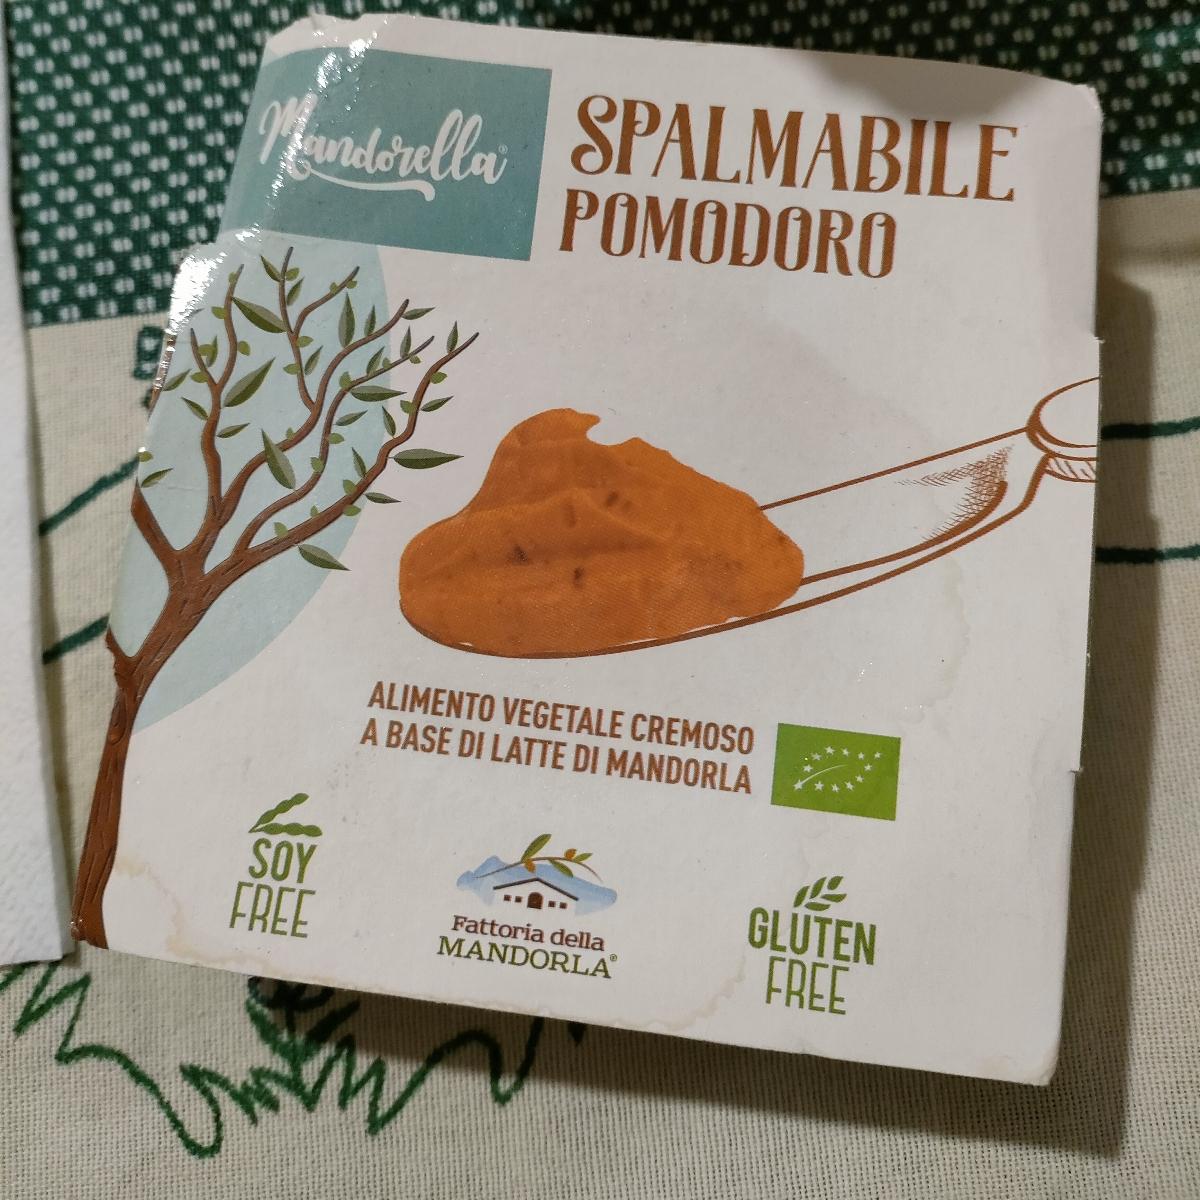 Mandorella®
SPALMABILE
POMODORO
ALIMENTO VEGETALE CREMOSO
A BASE DI LATTE DI MANDORLA
SOY
FREE
Fattoria della
MANDORLA®
GLUTEN
FREE